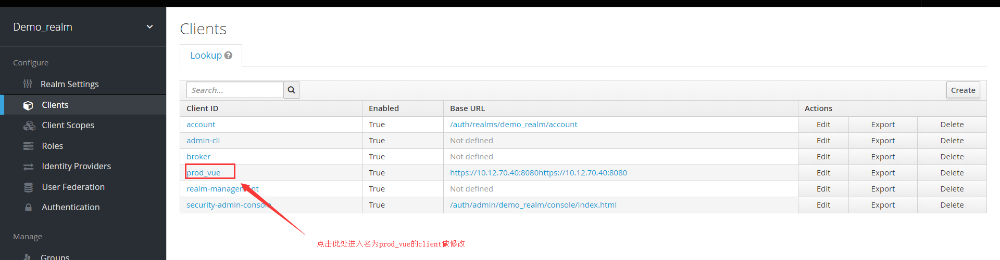 Demo_realm
Configure
Realm Settings
Clients
Client Scopes
Roles
Identity Providers
User Federation
Authentication
Manage
Groups
Clients
Lookup
Search...
Create
Client ID Enabled Base URL Actions
account True /auth/realms/demo_realm/account Edit Export Delete
admin-cli True Not defined Edit Export Delete
broker True Not defined Edit Export Delete
prod_vue True https://10.12.70.40:8080https://10.12.70.40:8080 Edit Export Delete
realm-management True Not defined Edit Export Delete
security-admin-console True /auth/admin/demo_realm/console/index.html Edit Export Delete
点击此处进入名为prod_vue的client做修改